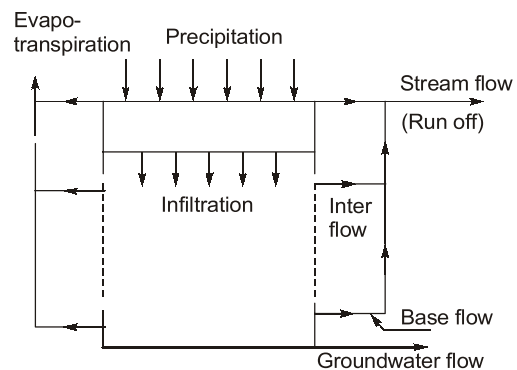 Evapo-
transpiration
Precipitation
Stream flow
(Run off)
Infiltration
Inter
flow
Base flow
Groundwater flow